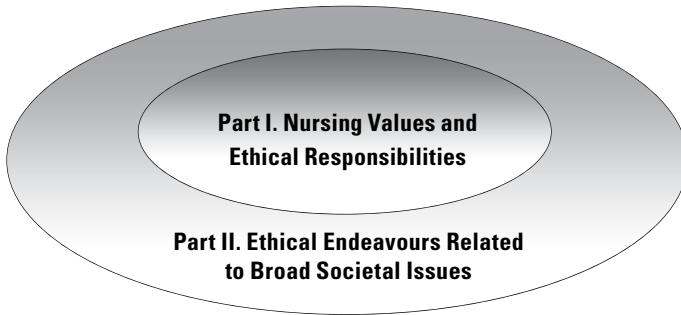 Part I. Nursing Values and
Ethical Responsibilities
Part II. Ethical Endeavours Related
to Broad Societal Issues